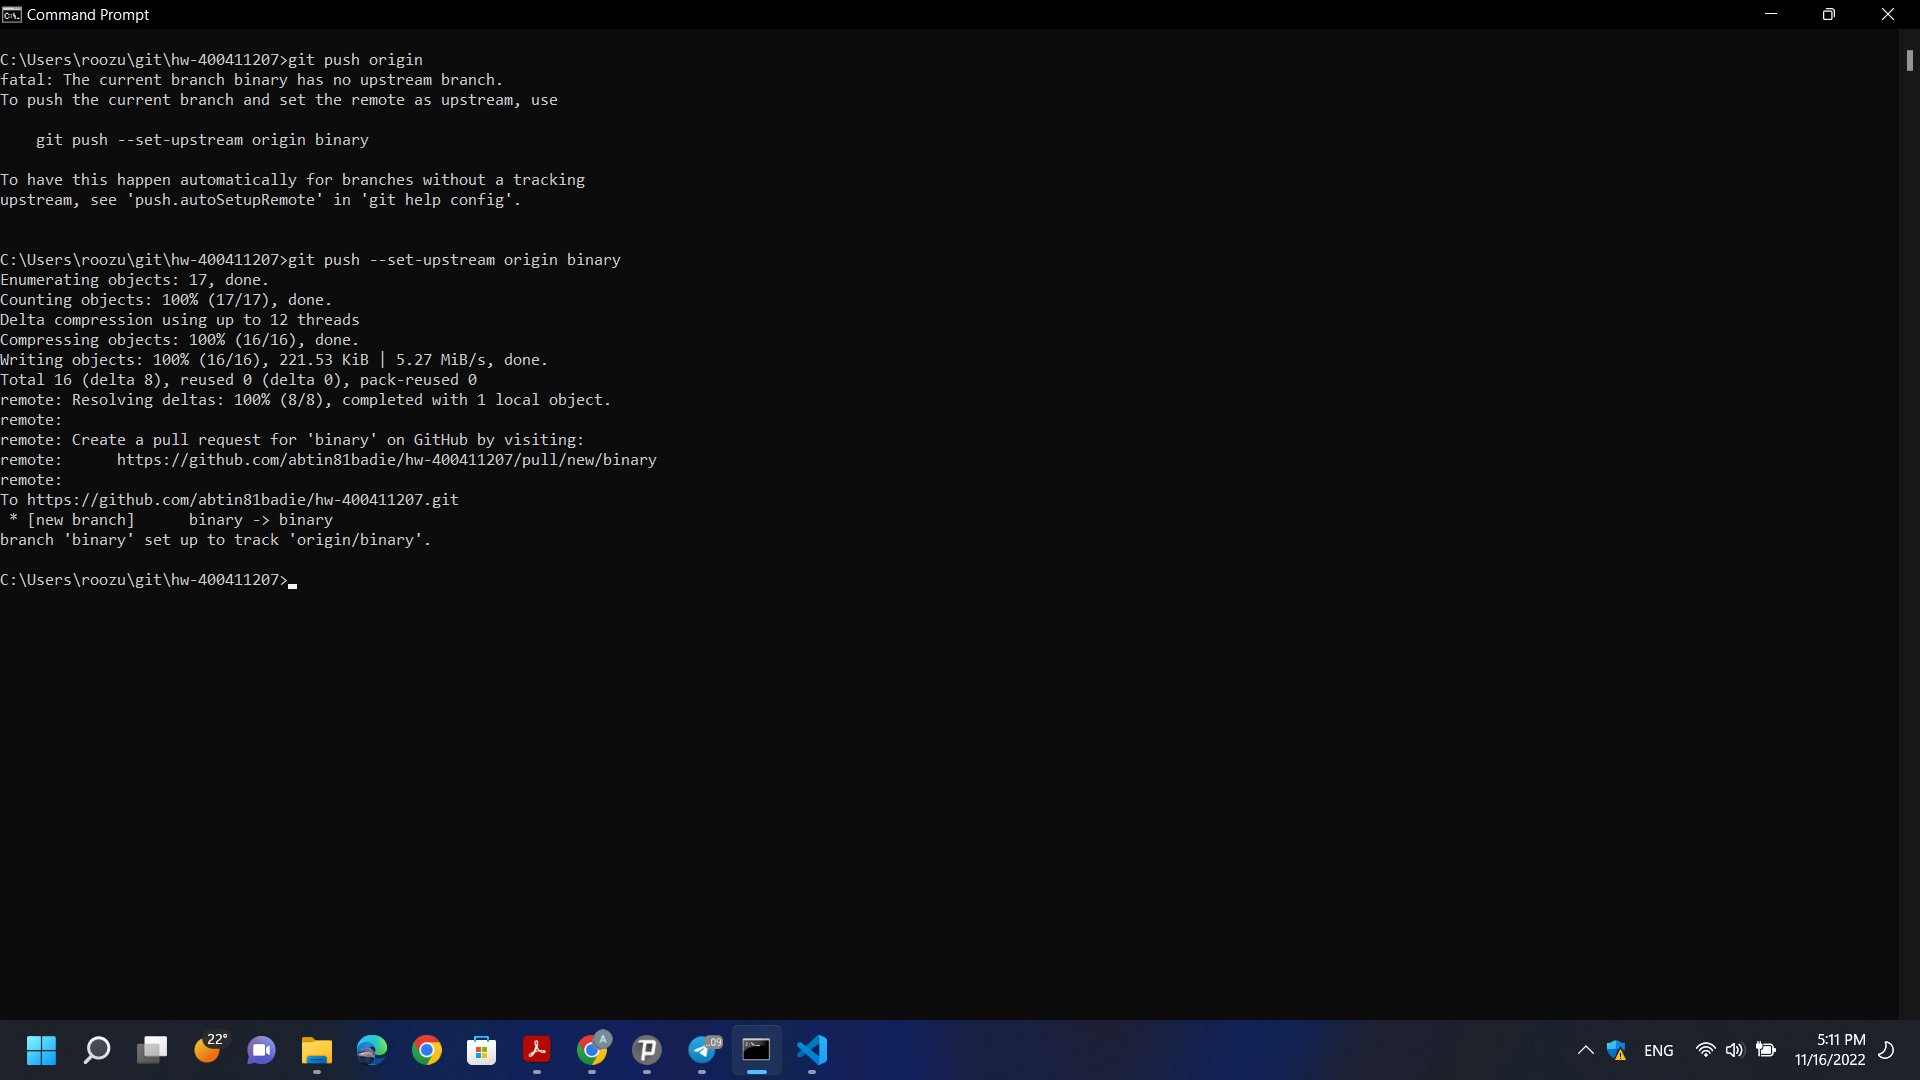 Command Prompt
C:\Users\roozu\git\hw-400411207>git push origin
fatal: The current branch binary has no upstream branch.
To push the current branch and set the remote as upstream, use
    git push --set-upstream origin binary
To have this happen automatically for branches without a tracking
upstream, see 'push.autoSetupRemote' in 'git help config'.
C:\Users\roozu\git\hw-400411207>git push --set-upstream origin binary
Enumerating objects: 17, done.
Counting objects: 100% (17/17), done.
Delta compression using up to 12 threads
Compressing objects: 100% (16/16), done.
Writing objects: 100% (16/16), 221.53 KiB | 5.27 MiB/s, done.
Total 16 (delta 8), reused 0 (delta 0), pack-reused 0
remote: Resolving deltas: 100% (8/8), completed with 1 local object.
remote:
remote: Create a pull request for 'binary' on GitHub by visiting:
remote:      https://github.com/abtin81badie/hw-400411207/pull/new/binary
remote:
To https://github.com/abtin81badie/hw-400411207.git
 * [new branch]      binary -> binary
branch 'binary' set up to track 'origin/binary'.
C:\Users\roozu\git\hw-400411207>
22°
A
..09
ENG
5:11 PM
11/16/2022